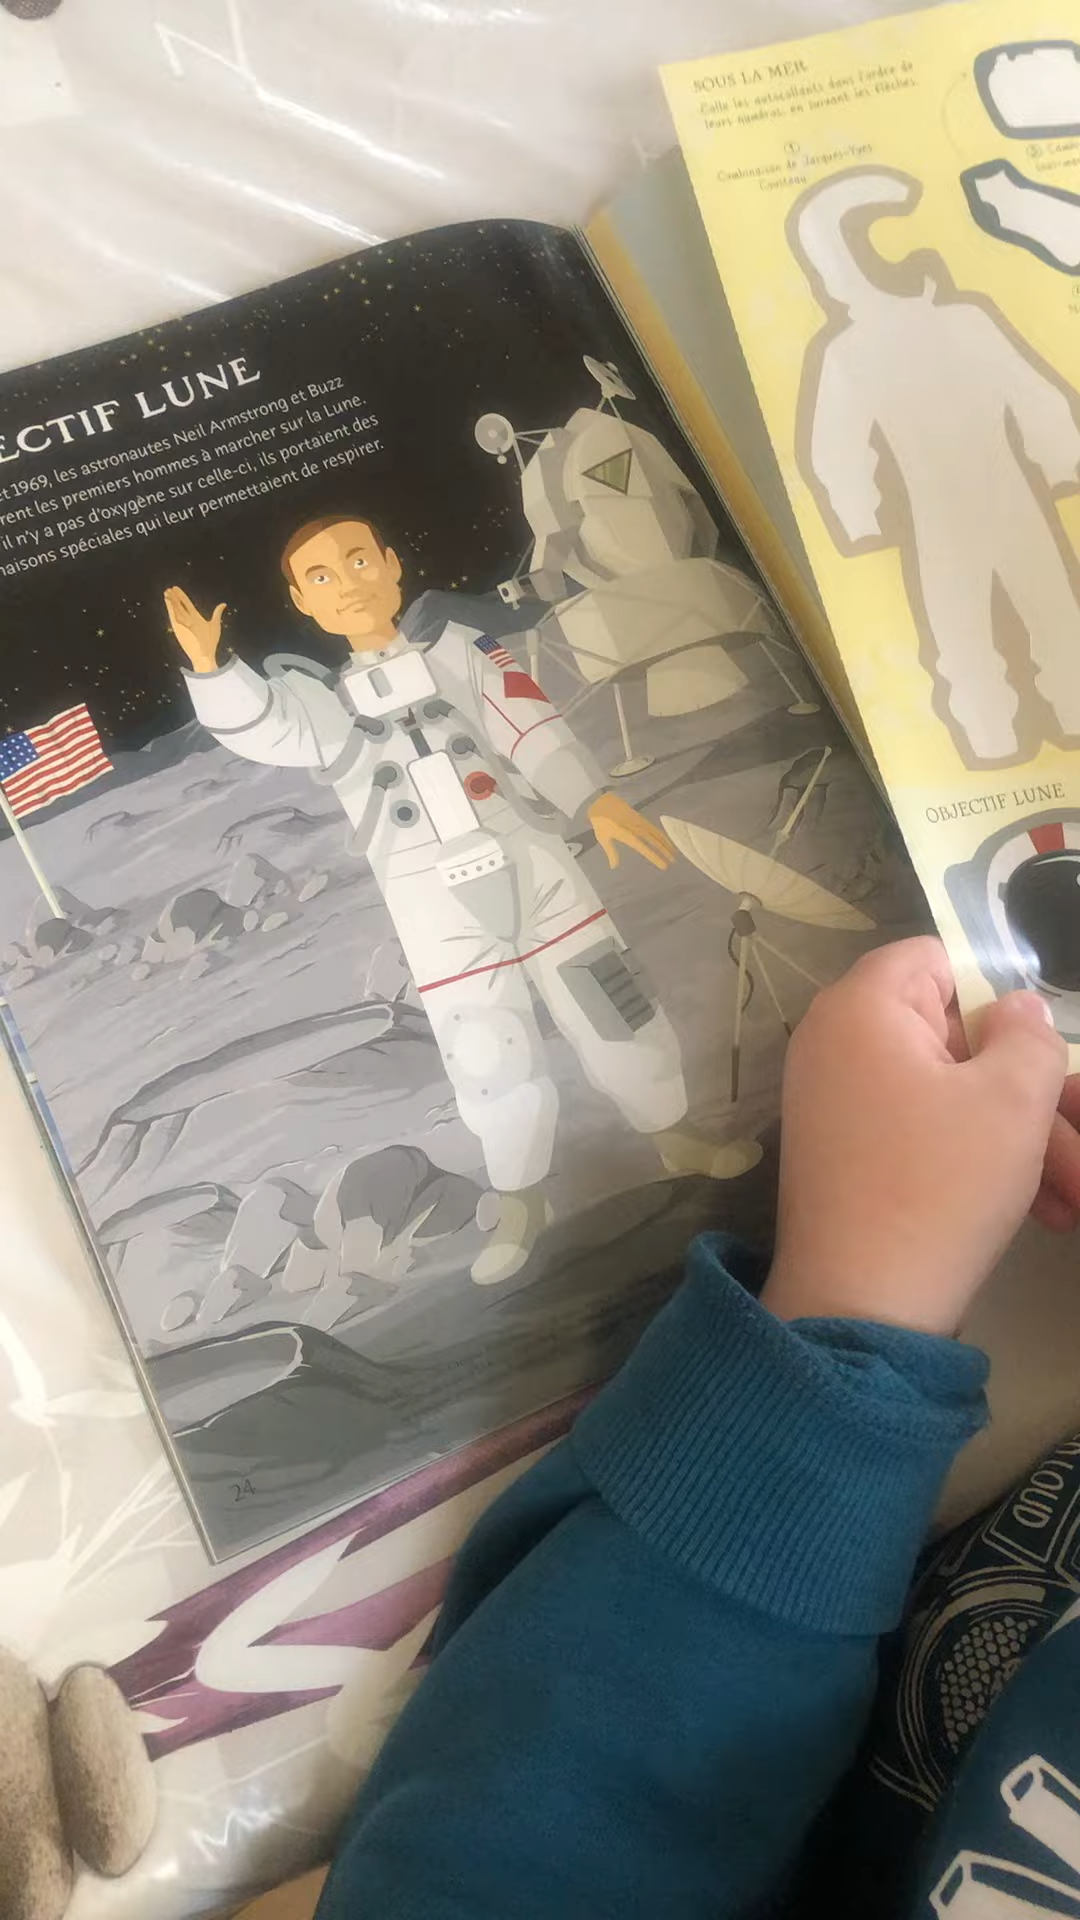 ECTIF LUNE
et 1969, les astronautes Neil Armstrong et Buzz
rent les premiers hommes à marcher sur la Lune.
il n'y a pas d'oxygène sur celle-ci, ils portaient des
naisons spéciales qui leur permettaient de respirer.
24
SOUS LA MER
Colle les autocollants dans l'ordre de
leurs numéros, en suivant les flèches.
①
Combinaison de Jacques-Yves
Cousteau
OBJECTIF LUNE
LOUD